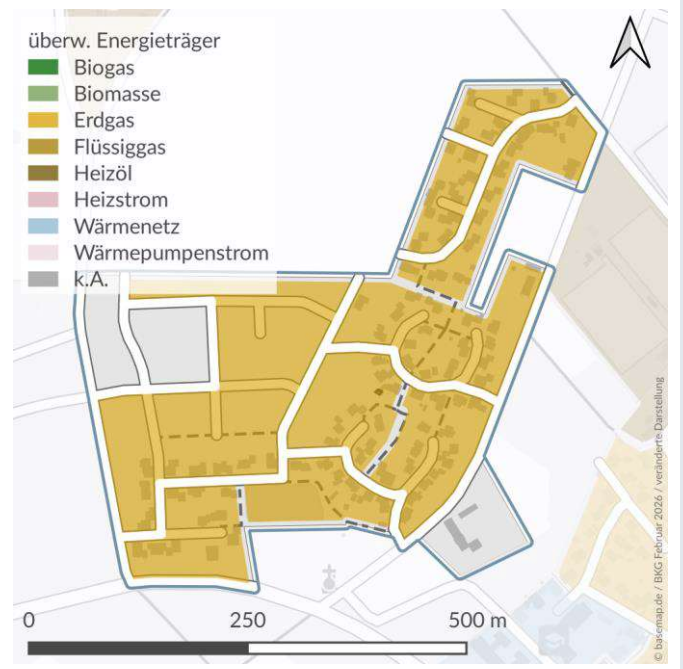 überw. Energieträger
Biogas
Biomasse
Erdgas
Flüssiggas
Heizöl
Heizstrom
Wärmenetz
Wärmepumpenstrom
k.A.
0 250 500 m
© basemap.de / BKG Februar 2026 / veränderte Darstellung